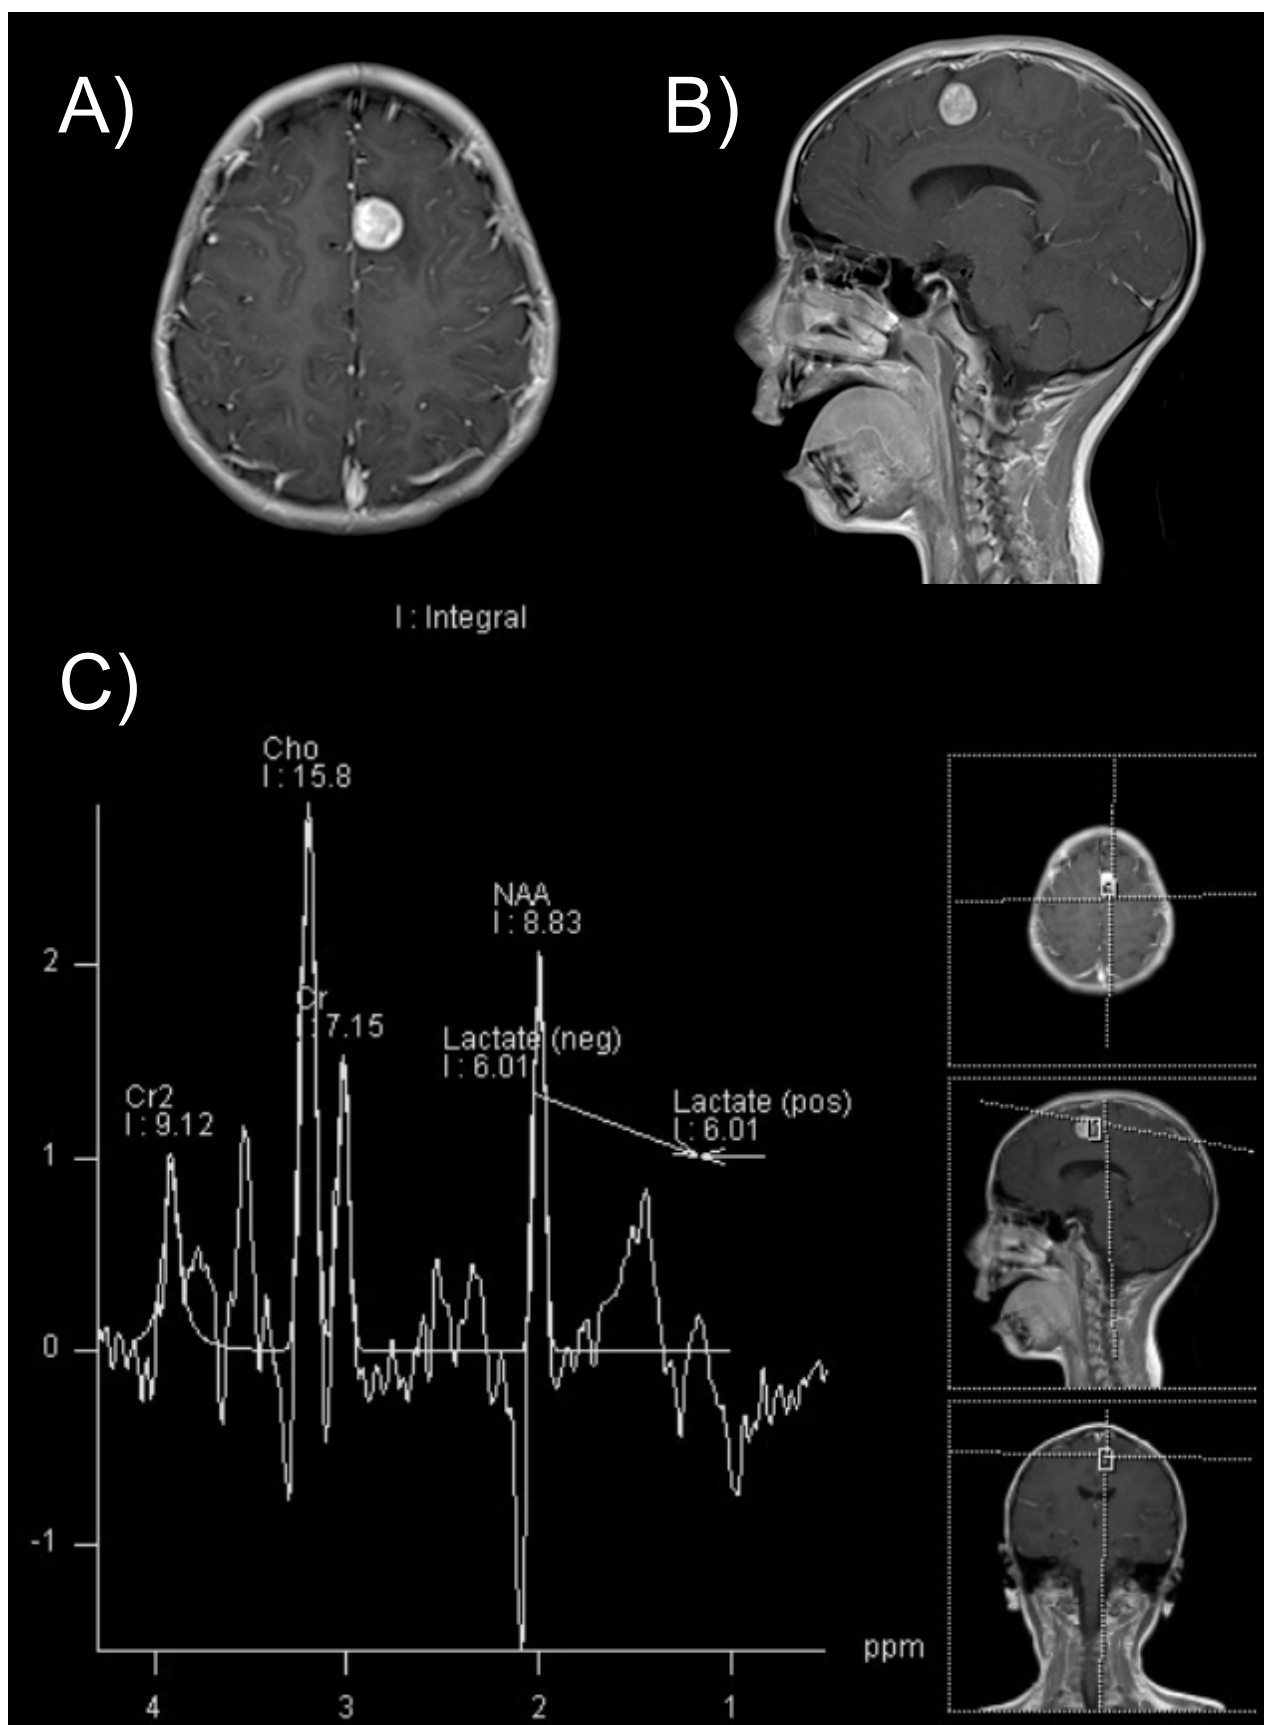 A)
B)
I : Integral
C)
Cho
I : 15.8
NAA
I : 8.83
Cr
: 7.15
Lactate (neg)
I : 6.01
Lactate (pos)
I : 6.01
Cr2
I : 9.12
2
1
0
-1
ppm
4
3
2
1